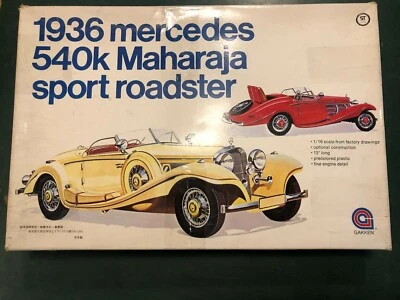 1936 mercedes
540k Maharaja
sport roadster
ST
• 1/16 scale from factory drawings
• optional construction
• 13" long
• precolored plastic
• fine engine detail
GAKKEN